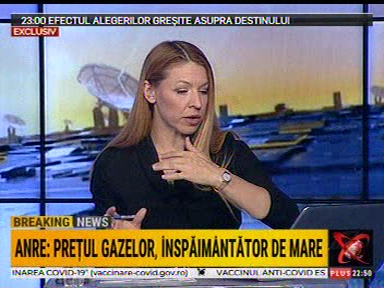 23:00 EFECTUL ALEGERILOR GREȘITE ASUPRA DESTINULUI
EXCLUSIV
BREAKING NEWS
ANRE: PREȚUL GAZELOR, ÎNSPĂIMÂNTĂTOR DE MARE
INAREA COVID-19" (vaccinare-covid.gov.ro)
VACCINUL ANTI-COVID ES
PLUS 22:50